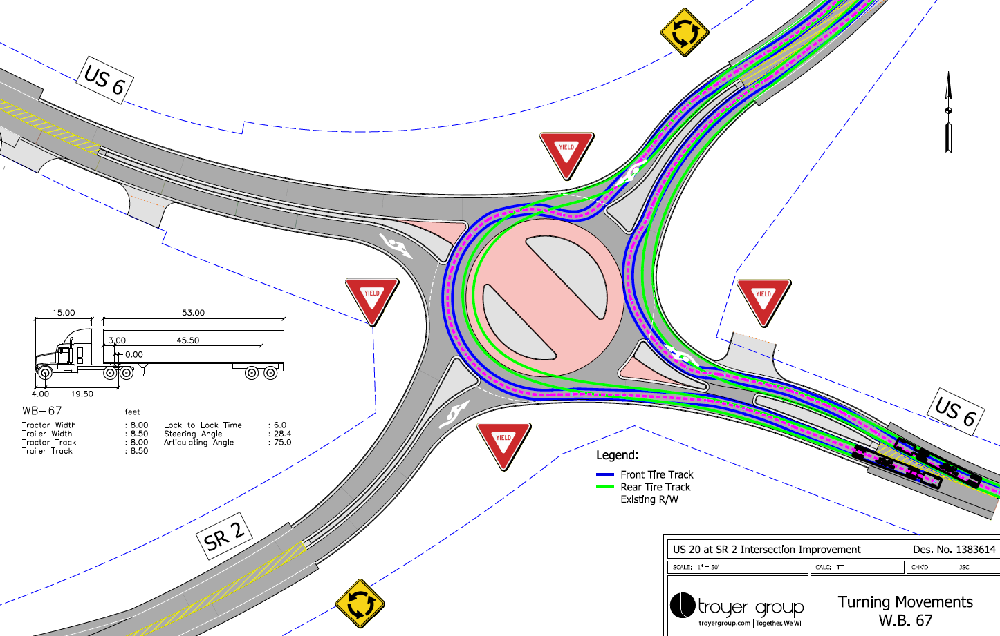 US 6
YIELD
YIELD
YIELD
15.00
53.00
3.00
45.50
0.00
4.00
19.50
WB-67
feet
Tractor Width : 8.00 Lock to Lock Time : 6.0
Trailer Width : 8.50 Steering Angle : 28.4
Tractor Track : 8.00 Articulating Angle : 75.0
Trailer Track : 8.50
US 6
YIELD
Legend:
Front Tire Track
Rear Tire Track
Existing R/W
SR 2
US 20 at SR 2 Intersection Improvement Des. No. 1383614
SCALE: 1" = 50' CALC: TT CHK'D: JSC
troyer group
troyergroup.com | Together, We Will
Turning Movements
W.B. 67